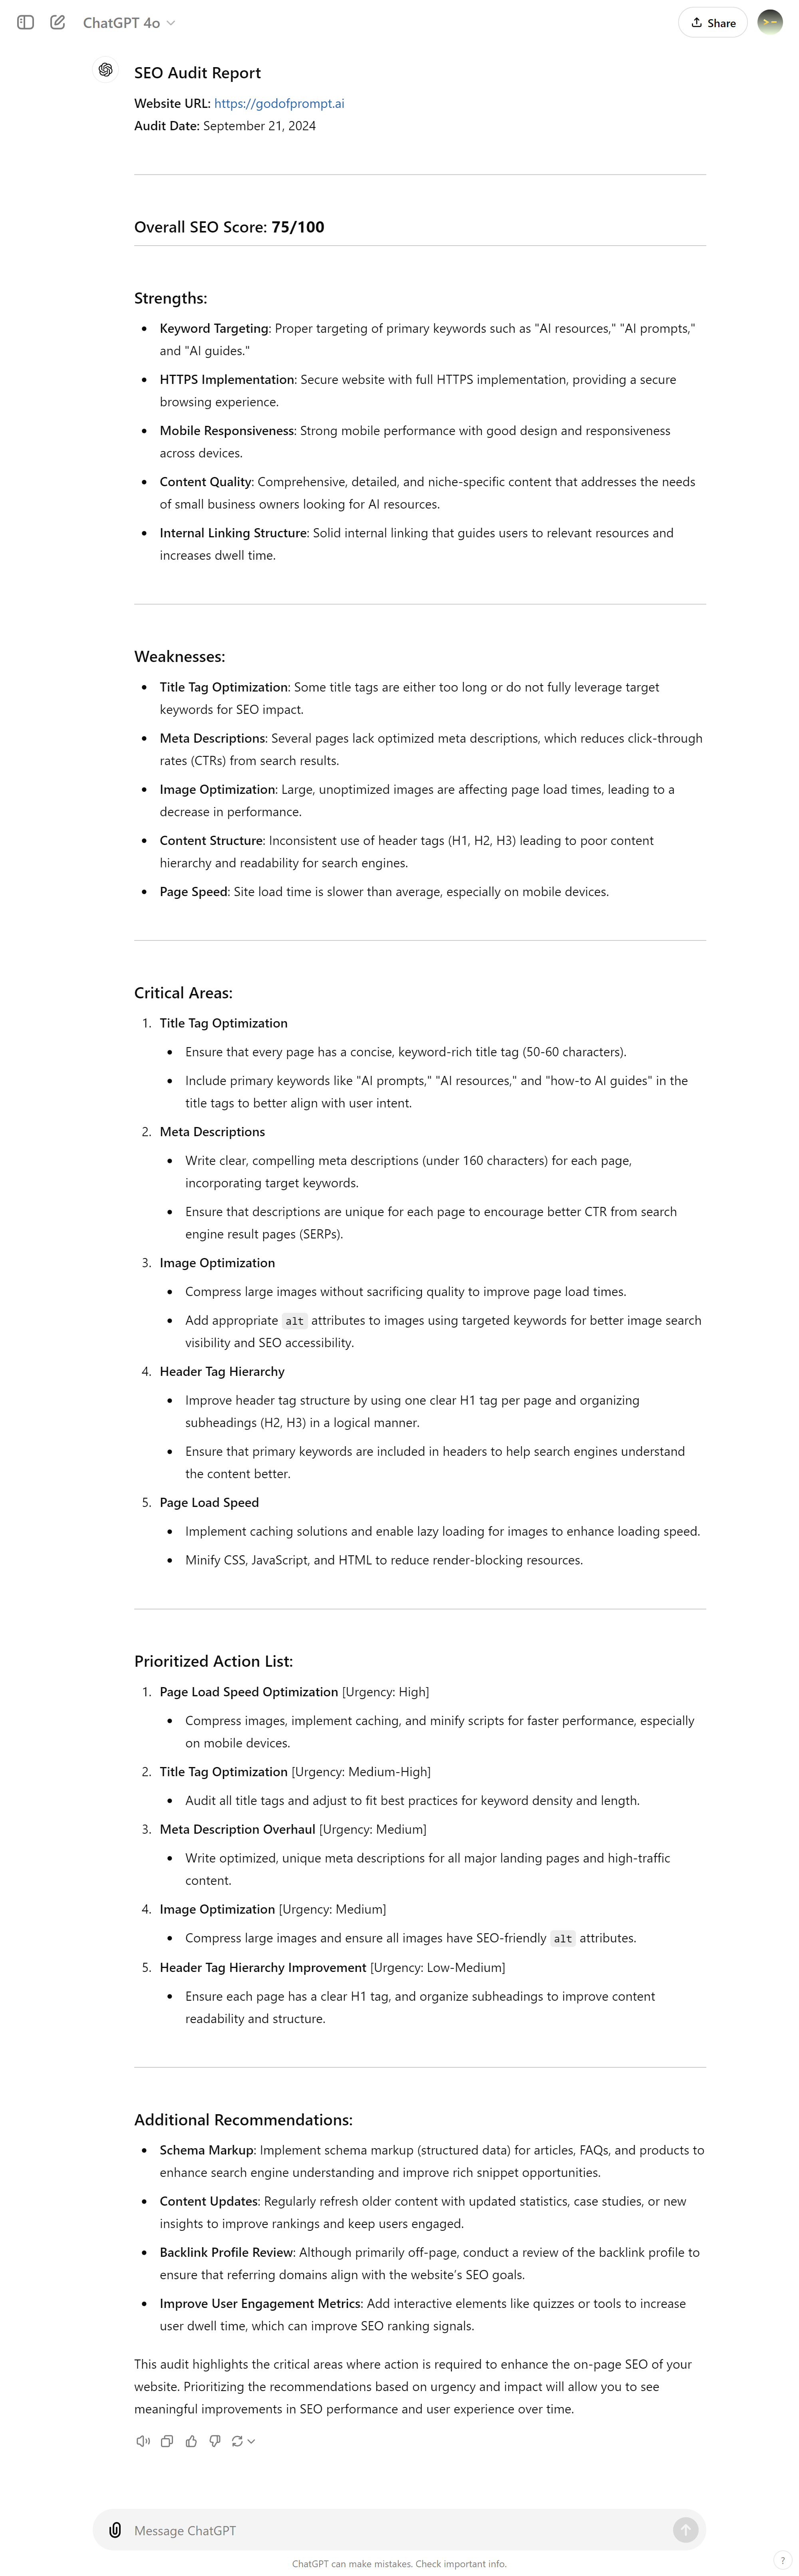 ChatGPT 4o
Share
SEO Audit Report
Website URL: https://godofprompt.ai
Audit Date: September 21, 2024
Overall SEO Score: 75/100
Strengths:
• Keyword Targeting: Proper targeting of primary keywords such as "AI resources," "AI prompts,"
and "AI guides."
• HTTPS Implementation: Secure website with full HTTPS implementation, providing a secure
browsing experience.
• Mobile Responsiveness: Strong mobile performance with good design and responsiveness
across devices.
• Content Quality: Comprehensive, detailed, and niche-specific content that addresses the needs
of small business owners looking for AI resources.
• Internal Linking Structure: Solid internal linking that guides users to relevant resources and
increases dwell time.
Weaknesses:
• Title Tag Optimization: Some title tags are either too long or do not fully leverage target
keywords for SEO impact.
• Meta Descriptions: Several pages lack optimized meta descriptions, which reduces click-through
rates (CTRs) from search results.
• Image Optimization: Large, unoptimized images are affecting page load times, leading to a
decrease in performance.
• Content Structure: Inconsistent use of header tags (H1, H2, H3) leading to poor content
hierarchy and readability for search engines.
• Page Speed: Site load time is slower than average, especially on mobile devices.
Critical Areas:
1. Title Tag Optimization
• Ensure that every page has a concise, keyword-rich title tag (50-60 characters).
• Include primary keywords like "AI prompts," "AI resources," and "how-to AI guides" in the
title tags to better align with user intent.
2. Meta Descriptions
• Write clear, compelling meta descriptions (under 160 characters) for each page,
incorporating target keywords.
• Ensure that descriptions are unique for each page to encourage better CTR from search
engine result pages (SERPs).
3. Image Optimization
• Compress large images without sacrificing quality to improve page load times.
• Add appropriate alt attributes to images using targeted keywords for better image search
visibility and SEO accessibility.
4. Header Tag Hierarchy
• Improve header tag structure by using one clear H1 tag per page and organizing
subheadings (H2, H3) in a logical manner.
• Ensure that primary keywords are included in headers to help search engines understand
the content better.
5. Page Load Speed
• Implement caching solutions and enable lazy loading for images to enhance loading speed.
• Minify CSS, JavaScript, and HTML to reduce render-blocking resources.
Prioritized Action List:
1. Page Load Speed Optimization [Urgency: High]
• Compress images, implement caching, and minify scripts for faster performance, especially
on mobile devices.
2. Title Tag Optimization [Urgency: Medium-High]
• Audit all title tags and adjust to fit best practices for keyword density and length.
3. Meta Description Overhaul [Urgency: Medium]
• Write optimized, unique meta descriptions for all major landing pages and high-traffic
content.
4. Image Optimization [Urgency: Medium]
• Compress large images and ensure all images have SEO-friendly alt attributes.
5. Header Tag Hierarchy Improvement [Urgency: Low-Medium]
• Ensure each page has a clear H1 tag, and organize subheadings to improve content
readability and structure.
Additional Recommendations:
• Schema Markup: Implement schema markup (structured data) for articles, FAQs, and products to
enhance search engine understanding and improve rich snippet opportunities.
• Content Updates: Regularly refresh older content with updated statistics, case studies, or new
insights to improve rankings and keep users engaged.
• Backlink Profile Review: Although primarily off-page, conduct a review of the backlink profile to
ensure that referring domains align with the website's SEO goals.
• Improve User Engagement Metrics: Add interactive elements like quizzes or tools to increase
user dwell time, which can improve SEO ranking signals.
This audit highlights the critical areas where action is required to enhance the on-page SEO of your
website. Prioritizing the recommendations based on urgency and impact will allow you to see
meaningful improvements in SEO performance and user experience over time.
Message ChatGPT
ChatGPT can make mistakes. Check important info.
?